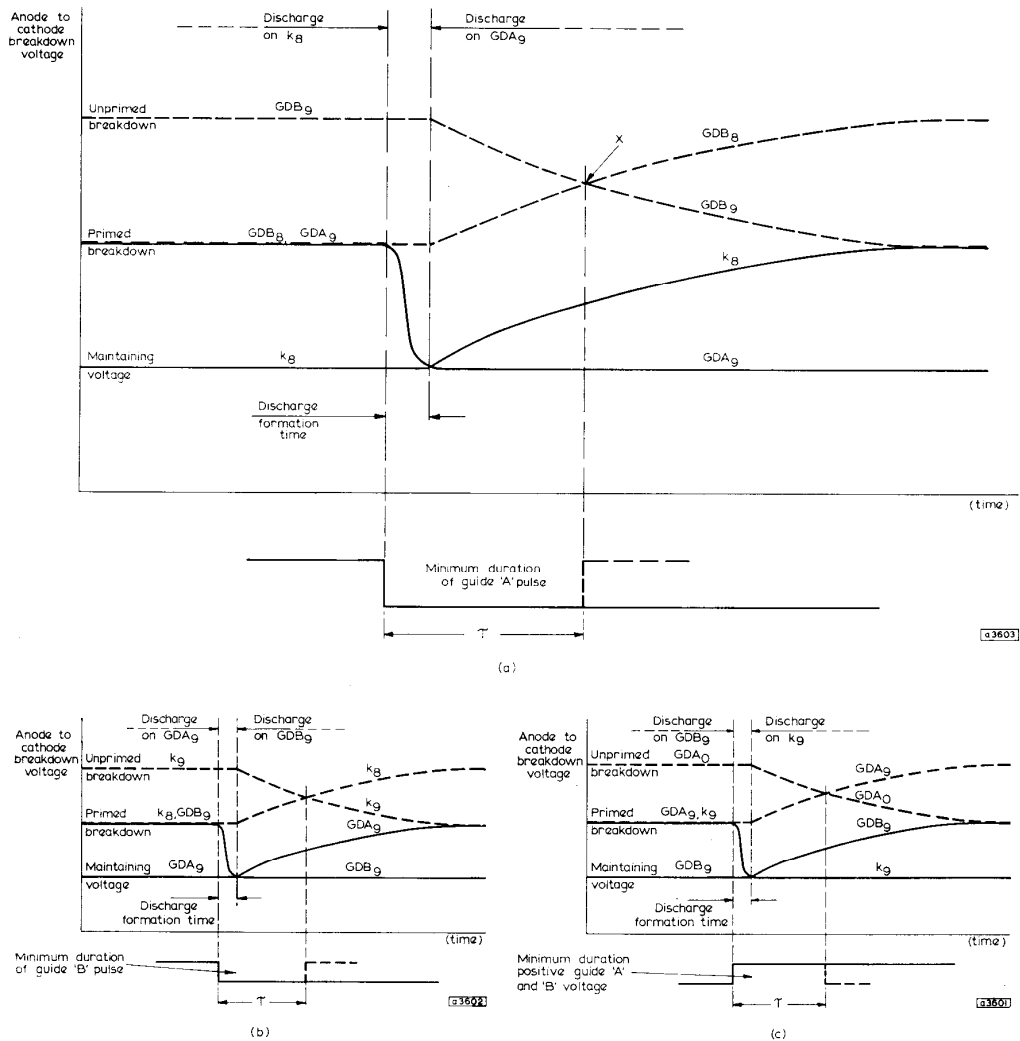 Anode to
cathode
breakdown
voltage
Discharge
on k8
Discharge
on GDA9
Unprimed
breakdown
GDB9
x
GDB8
Primed
breakdown
GDB8, GDA9
GDB9
k8
Maintaining
voltage
k8
GDA9
Discharge
formation
time
(time)
Minimum duration
of guide 'A' pulse
τ
a3603
(a)
Anode to
cathode
breakdown
voltage
Discharge
on GDA9
Discharge
on GDB9
Unprimed
breakdown
k9
k8
Primed
breakdown
k8,GDB9
k9
GDA9
Maintaining
voltage
GDA9
GDB9
Discharge
formation time
(time)
Minimum duration
of guide 'B' pulse
τ
a3602
(b)
Anode to
cathode
breakdown
voltage
Discharge
on GDB9
Discharge
on k9
Unprimed
breakdown
GDA0
GDA9
Primed
breakdown
GDA9,k9
GDA0
GDB9
Maintaining
voltage
GDB9
k9
Discharge
formation time
(time)
Minimum duration
positive guide 'A'
and 'B' voltage
τ
a3601
(c)